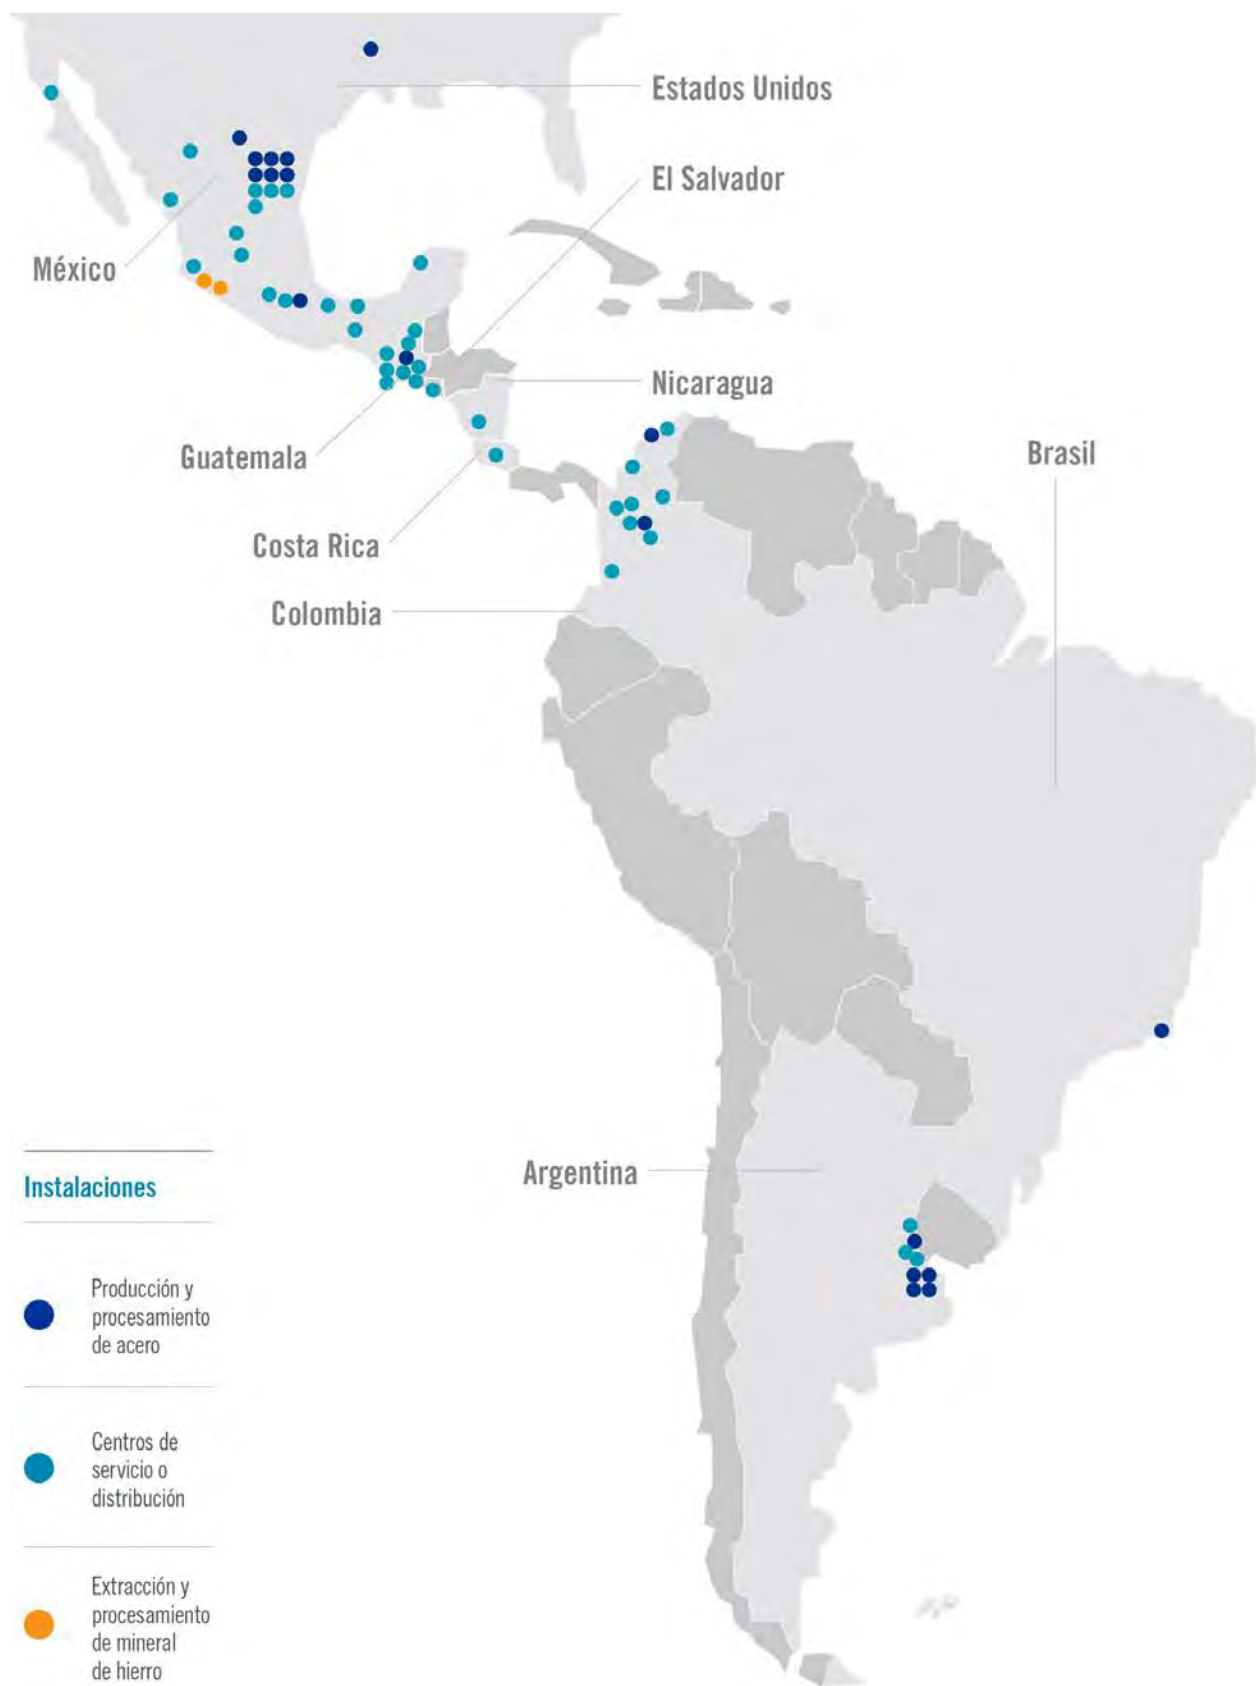 Estados Unidos
El Salvador
México
Nicaragua
Guatemala
Brasil
Costa Rica
Colombia
Argentina
Instalaciones
Producción y
procesamiento
de acero
Centros de
servicio o
distribución
Extracción y
procesamiento
de mineral
de hierro